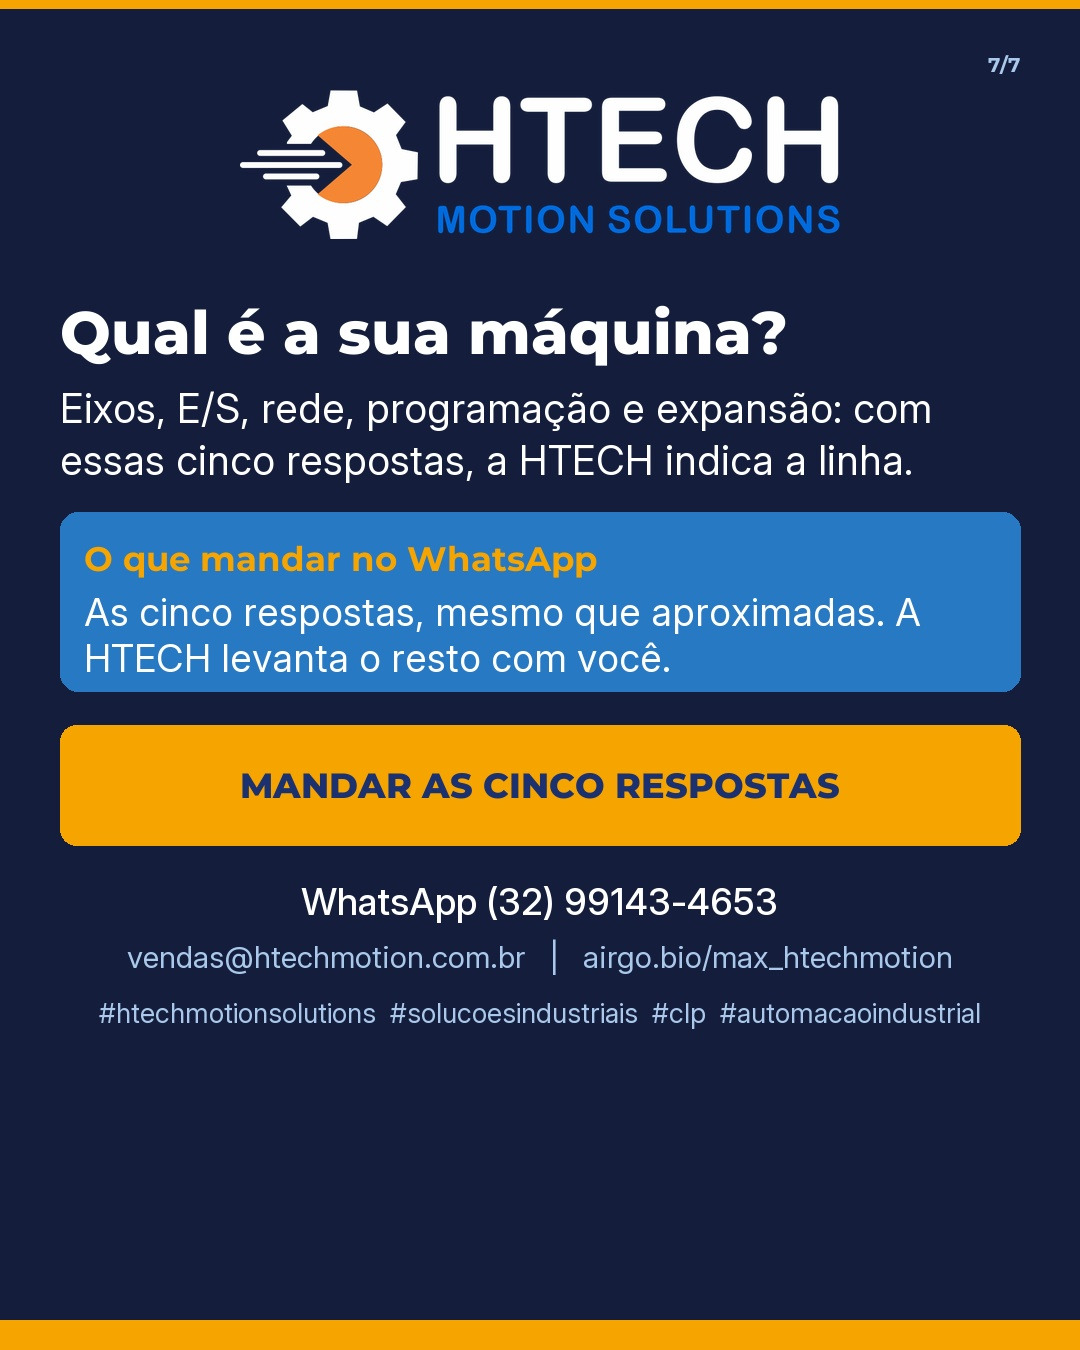 7/7
HTECH
MOTION SOLUTIONS
Qual é a sua máquina?
Eixos, E/S, rede, programação e expansão: com
essas cinco respostas, a HTECH indica a linha.
O que mandar no WhatsApp
As cinco respostas, mesmo que aproximadas. A
HTECH levanta o resto com você.
MANDAR AS CINCO RESPOSTAS
WhatsApp (32) 99143-4653
vendas@htechmotion.com.br | airgo.bio/max_htechmotion
#htechmotionsolutions #solucoesindustriais #clp #automacaoindustrial